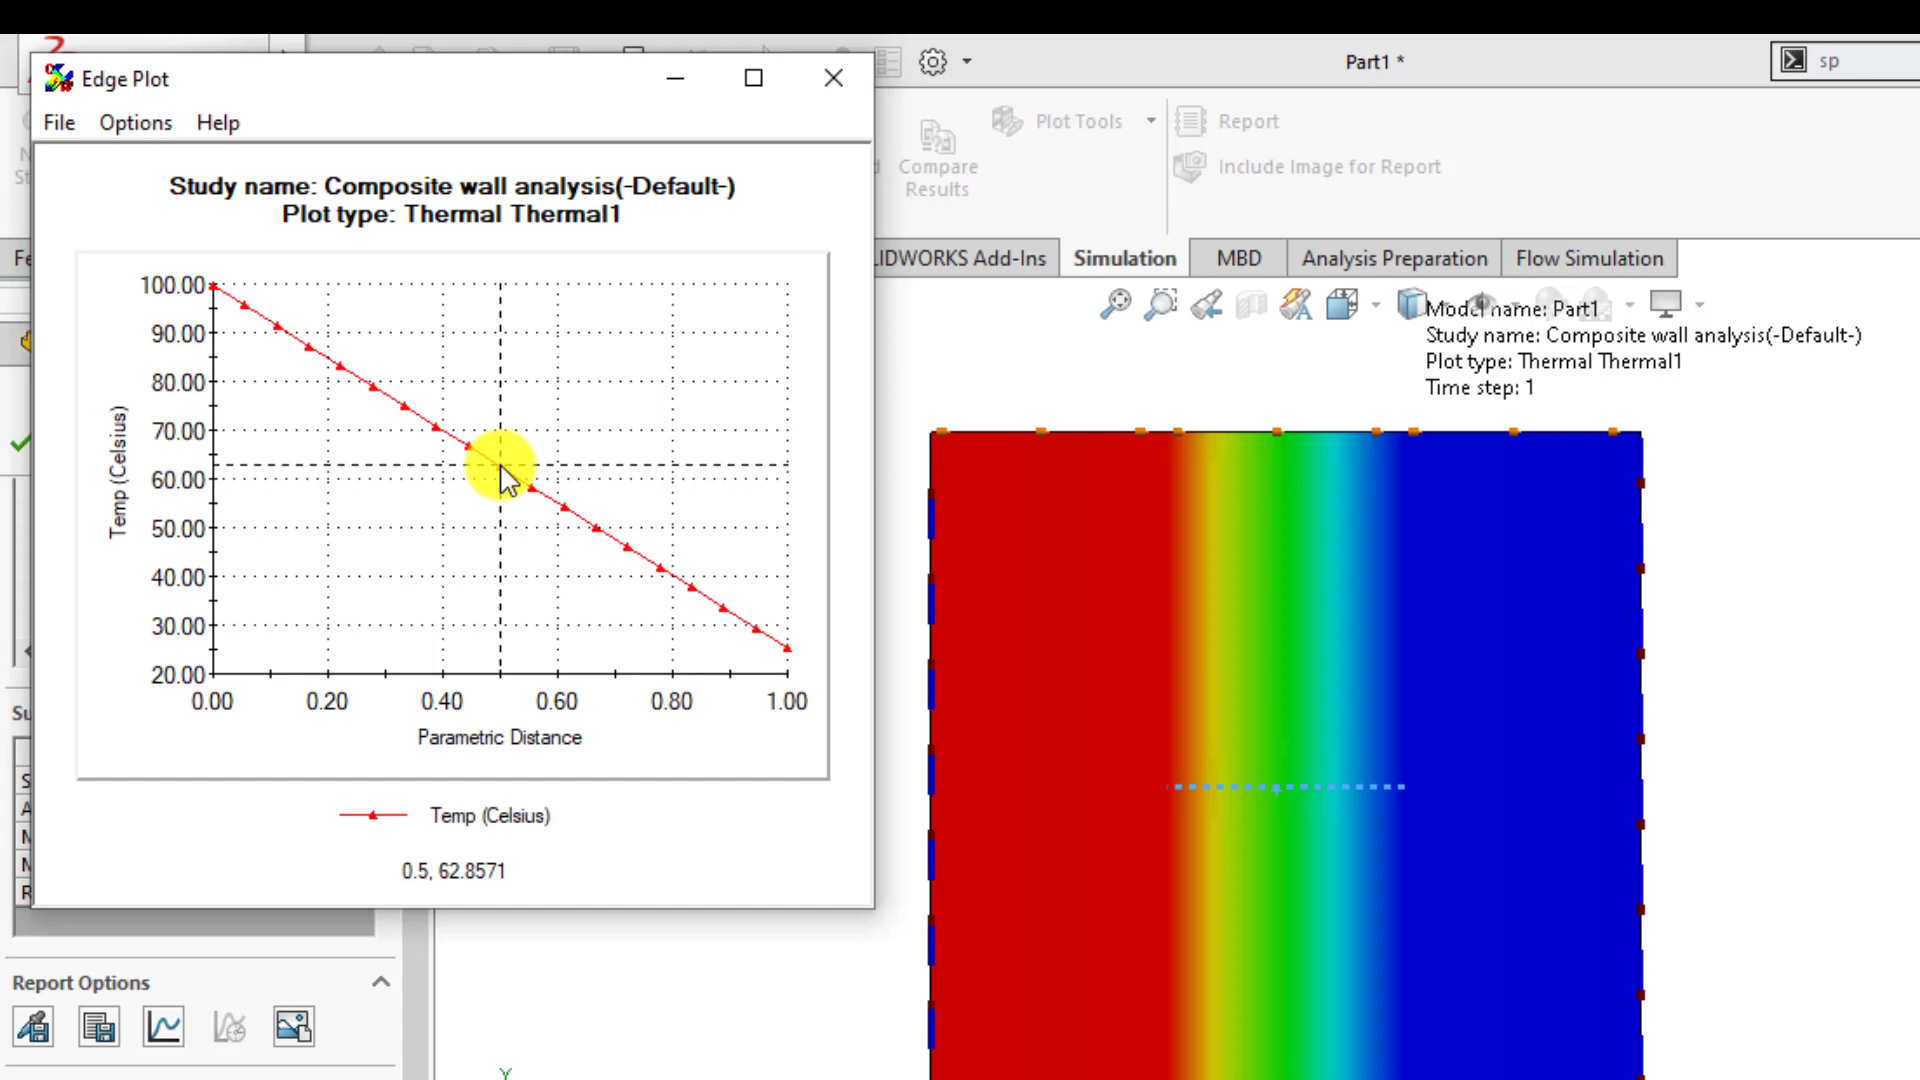 Edge Plot
File Options Help
Study name: Composite wall analysis(-Default-)
Plot type: Thermal Thermal1
100.00
90.00
80.00
70.00
60.00
50.00
40.00
30.00
20.00
Temp (Celsius)
0.00 0.20 0.40 0.60 0.80 1.00
Parametric Distance
Temp (Celsius)
0.5, 62.8571
Part1 *
sp
Compare
Results
Plot Tools
Report
Include Image for Report
Fe
LIDWORKS Add-Ins Simulation MBD Analysis Preparation Flow Simulation
Model name: Part1
Study name: Composite wall analysis(-Default-)
Plot type: Thermal Thermal1
Time step: 1
Su
S
A
M
M
R
Report Options
Y